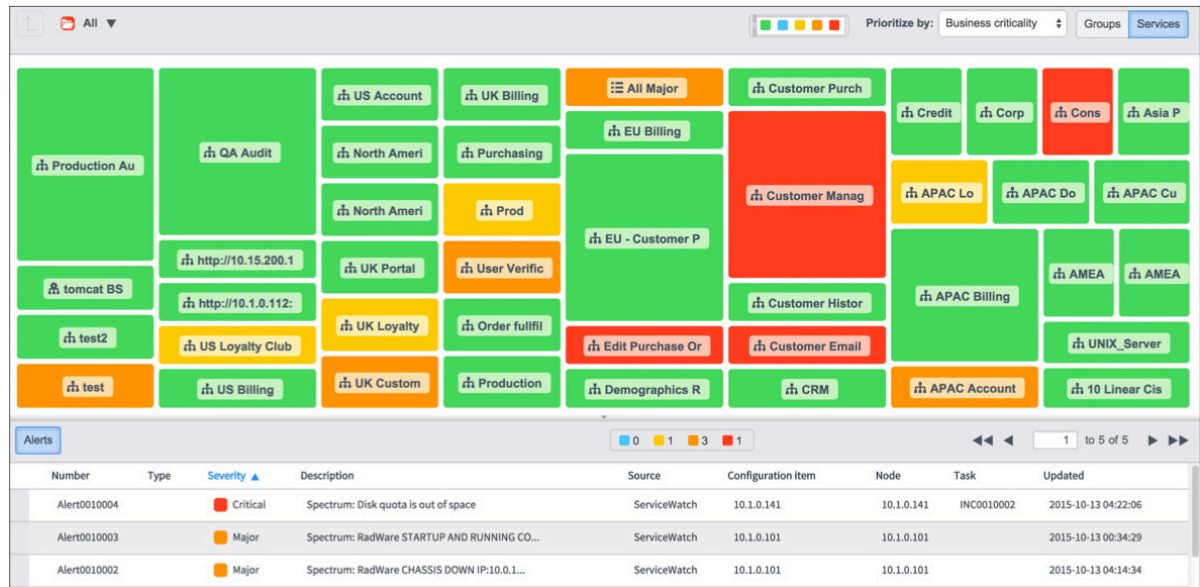 All
Prioritize by: Business criticality Groups Services
Production Au
tomcat BS
test2
test
QA Audit
http://10.15.200.1
http://10.1.0.112:
US Loyalty Club
US Billing
US Account
North Ameri
North Ameri
UK Portal
UK Loyalty
UK Custom
UK Billing
Purchasing
Prod
User Verific
Order fullfil
Production
All Major
EU Billing
EU - Customer P
Edit Purchase Or
Demographics R
Customer Purch
Customer Manag
Customer Histor
Customer Email
CRM
Credit
Corp
Cons
Asia P
APAC Lo
APAC Do
APAC Cu
APAC Billing
AMEA
AMEA
UNIX_Server
APAC Account
10 Linear Cis
Alerts 0 1 3 1 1 to 5 of 5
Number Type Severity Description Source Configuration item Node Task Updated
Alert0010004 Critical Spectrum: Disk quota is out of space ServiceWatch 10.1.0.141 10.1.0.141 INC0010002 2015-10-13 04:22:06
Alert0010003 Major Spectrum: RadWare STARTUP AND RUNNING CO... ServiceWatch 10.1.0.101 10.1.0.101 2015-10-13 00:34:29
Alert0010002 Major Spectrum: RadWare CHASSIS DOWN IP:10.0.1... ServiceWatch 10.1.0.101 10.1.0.101 2015-10-13 04:14:34